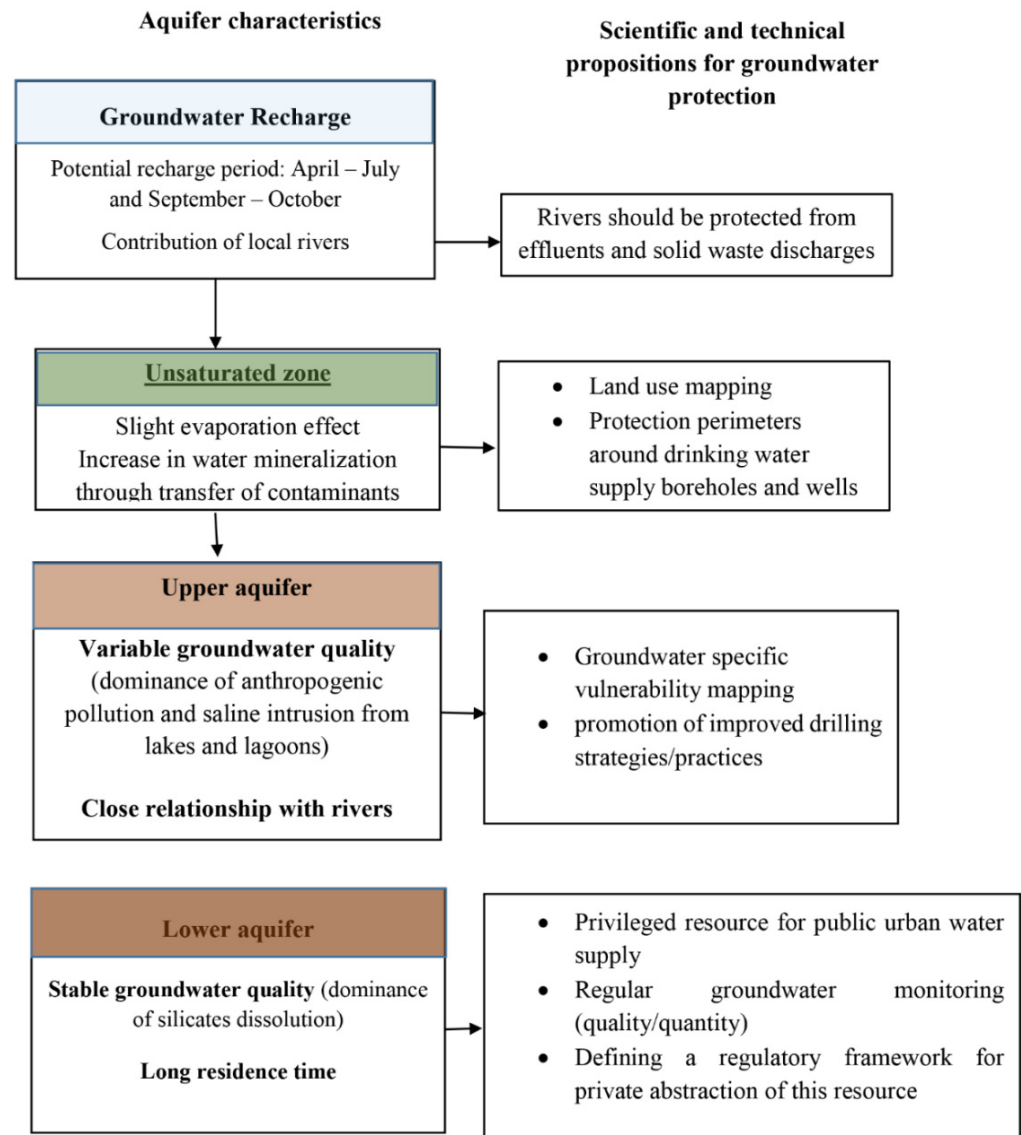 Aquifer characteristics
Scientific and technical
propositions for groundwater
protection
Groundwater Recharge
Potential recharge period: April – July
and September – October
Contribution of local rivers
Rivers should be protected from
effluents and solid waste discharges
Unsaturated zone
Slight evaporation effect
Increase in water mineralization
through transfer of contaminants
• Land use mapping
• Protection perimeters
around drinking water
supply boreholes and wells
Upper aquifer
Variable groundwater quality
(dominance of anthropogenic
pollution and saline intrusion from
lakes and lagoons)
Close relationship with rivers
• Groundwater specific
vulnerability mapping
• promotion of improved drilling
strategies/practices
Lower aquifer
Stable groundwater quality (dominance
of silicates dissolution)
Long residence time
• Privileged resource for public urban water
supply
• Regular groundwater monitoring
(quality/quantity)
• Defining a regulatory framework for
private abstraction of this resource